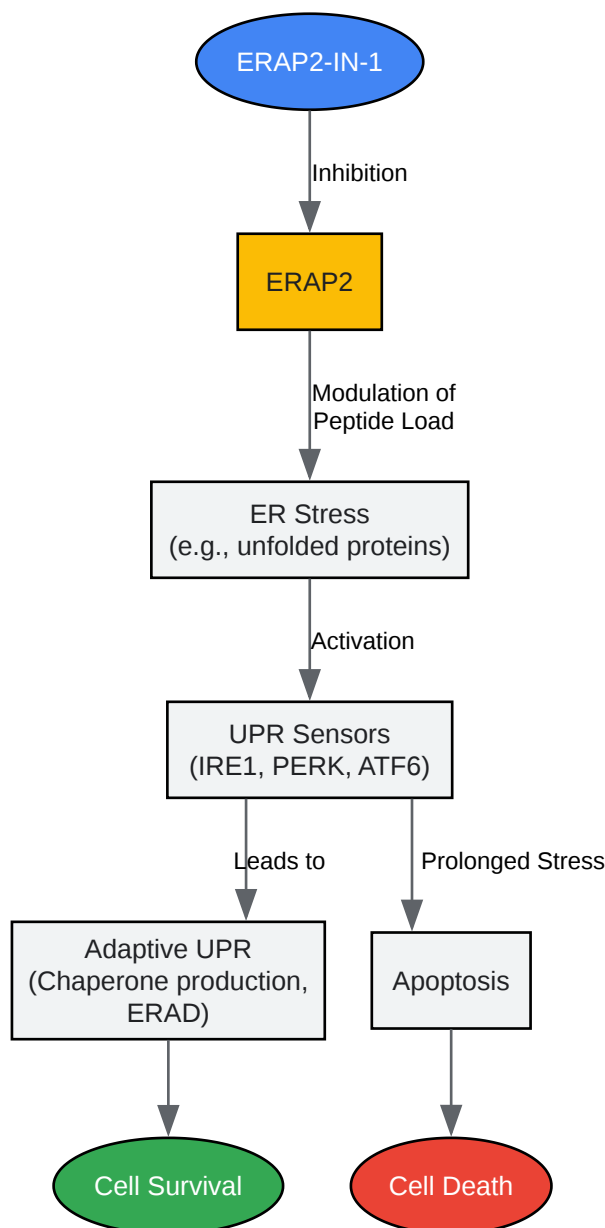 ERAP2-IN-1
Inhibition
ERAP2
Modulation of
Peptide Load
ER Stress
(e.g., unfolded proteins)
Activation
UPR Sensors
(IRE1, PERK, ATF6)
Leads to
Prolonged Stress
Adaptive UPR
(Chaperone production,
ERAD)
Apoptosis
Cell Survival
Cell Death